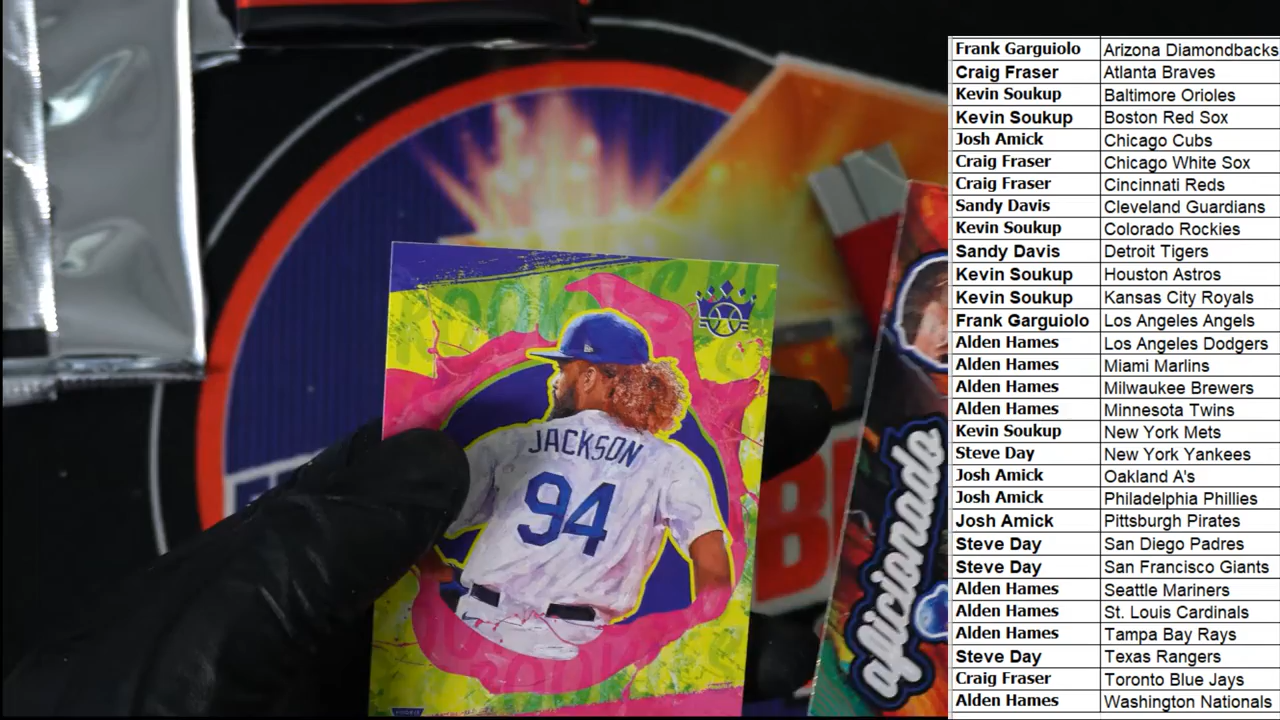 Frank Garguiolo Arizona Diamondbacks
Craig Fraser Atlanta Braves
Kevin Soukup Baltimore Orioles
Kevin Soukup Boston Red Sox
Josh Amick Chicago Cubs
Craig Fraser Chicago White Sox
Craig Fraser Cincinnati Reds
Sandy Davis Cleveland Guardians
Kevin Soukup Colorado Rockies
Sandy Davis Detroit Tigers
Kevin Soukup Houston Astros
Kevin Soukup Kansas City Royals
Frank Garguiolo Los Angeles Angels
Alden Hames Los Angeles Dodgers
Alden Hames Miami Marlins
Alden Hames Milwaukee Brewers
Alden Hames Minnesota Twins
Kevin Soukup New York Mets
Steve Day New York Yankees
Josh Amick Oakland A's
Josh Amick Philadelphia Phillies
Josh Amick Pittsburgh Pirates
Steve Day San Diego Padres
Steve Day San Francisco Giants
Alden Hames Seattle Mariners
Alden Hames St. Louis Cardinals
Alden Hames Tampa Bay Rays
Steve Day Texas Rangers
Craig Fraser Toronto Blue Jays
Alden Hames Washington Nationals
JACKSON
94
aficionado